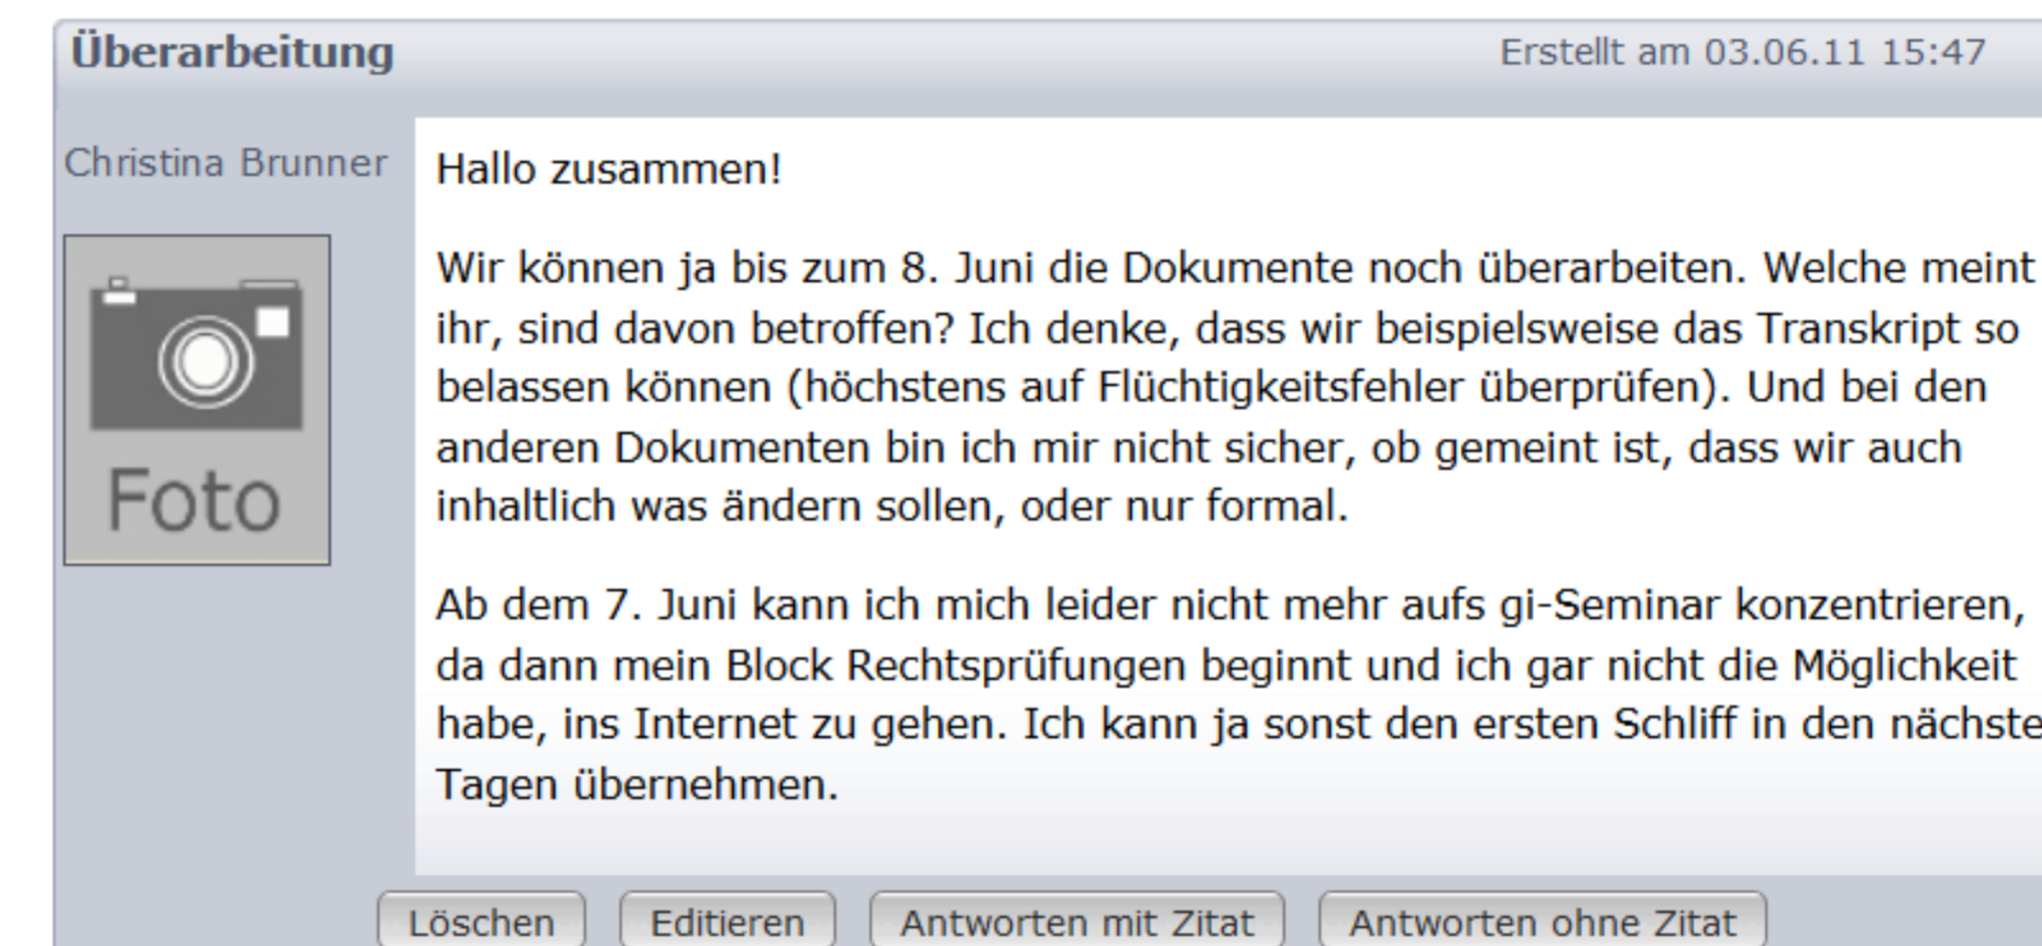 Überarbeitung
Erstellt am 03.06.11 15:47
Christina Brunner
Foto
Hallo zusammen!
Wir können ja bis zum 8. Juni die Dokumente noch überarbeiten. Welche meint
ihr, sind davon betroffen? Ich denke, dass wir beispielsweise das Transkript so
belassen können (höchstens auf Flüchtigkeitsfehler überprüfen). Und bei den
anderen Dokumenten bin ich mir nicht sicher, ob gemeint ist, dass wir auch
inhaltlich was ändern sollen, oder nur formal.
Ab dem 7. Juni kann ich mich leider nicht mehr aufs gi-Seminar konzentrieren,
da dann mein Block Rechtsprüfungen beginnt und ich gar nicht die Möglichkeit
habe, ins Internet zu gehen. Ich kann ja sonst den ersten Schliff in den nächste
Tagen übernehmen.
Löschen
Editieren
Antworten mit Zitat
Antworten ohne Zitat